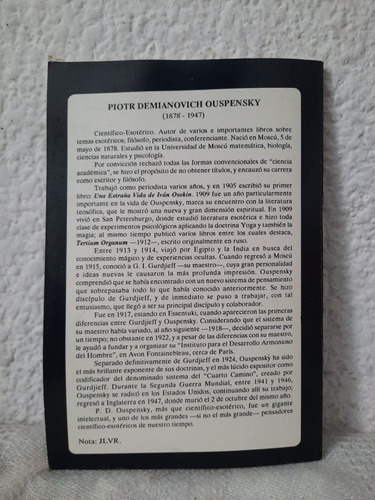 PIOTR DEMIANOVICH OUSPENSKY
(1878 - 1947)
Científico-Esotérico. Autor de varios e importantes libros sobre
temas esotéricos; filósofo, periodista, conferenciante. Nació en Moscú, 5 de
mayo de 1878. Estudió en la Universidad de Moscú matemática, biología,
ciencias naturales y psicología.
Por convicción rechazó todas las formas convencionales de "ciencia
académica", se hizo el propósito de no obtener títulos, y encauzó su carrera
como escritor y filósofo.
Trabajó como periodista varios años, y en 1905 escribió su primer
libro: Una Extraña Vida de Iván Osokin. 1909 fue un año particularmente
importante en la vida de Ouspensky, marca su encuentro con la literatura
teosófica, que le mostró una nueva y gran dimensión espiritual. En 1909
vivió en San Petersburgo, donde estudió literatura esotérica e hizo toda
clase de experimentos psicológicos aplicando la doctrina Yoga y también la
magia; al mismo tiempo publicó varios libros entre los cuales destaca,
Tertium Organum —1912—, escrito originalmente en ruso.
Entre 1913 y 1914, viajó por Egipto y la India en busca del
conocimiento mágico y de experiencias ocultas. Cuando regresó a Moscú
en 1915, conoció a G. I. Gurdjieff —su maestro—, cuya gran personalidad
e ideas nuevas le causaron la más profunda impresión. Ouspensky
comprendió que se había encontrado con un nuevo sistema de pensamiento
que sobrepasaba todo lo que había conocido anteriormente. Se hizo
discípulo de Gurdjieff, y de inmediato se puso a trabajar, con tal
entusiasmo, que llegó a ser su principal discípulo y colaborador.
Fue en 1917, estando en Essentuki, cuando aparecieron las primeras
diferencias entre Gurdjieff y Ouspensky. Considerando que el sistema de
su maestro había variado, al año siguiente —1918—, decidió separarse por
un tiempo; no obstante en 1922, y a pesar de las diferencias con su maestro,
le ayudó a fundar y a organizar su "Instituto para el Desarrollo Armonioso
del Hombre", en Avon Fontainebleau, cerca de París.
Separado definitivamente de Gurdjieff en 1924, Ouspensky ha sido
el más brillante exponente de sus doctrinas, y el más lúcido expositor como
codificador del denominado sistema del "Cuarto Camino", creado por
Gurdjieff. Durante la Segunda Guerra Mundial, entre 1941 y 1946,
Ouspensky se radicó en los Estados Unidos, continuando allí su trabajo;
regresó a Inglaterra en 1947, donde murió el 2 de octubre del mismo año.
P. D. Ouspensky, más que científico-esotérico, fue un gigante
intelectual, y uno de los más grandes —si no el más grande— pensadores
científico-esotéricos de nuestro tiempo.
Nota: JLVR.